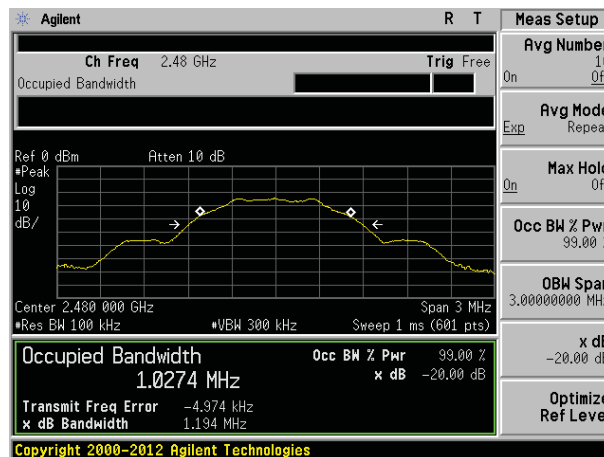 Agilent
R T
Meas Setup
Ch Freq 2.48 GHz
Trig Free
Occupied Bandwidth
Avg Number
10
On Off
Avg Mode
Exp Repeat
Max Hold
On Off
Occ BW % Pwr
99.00 %
OBW Span
3.00000000 MHz
x dB
-20.00 dB
Optimize
Ref Level
Ref 0 dBm Atten 10 dB
#Peak
Log
10
dB/
Center 2.480 000 GHz Span 3 MHz
#Res BW 100 kHz #VBW 300 kHz Sweep 1 ms (601 pts)
Occupied Bandwidth
1.0274 MHz
Occ BW % Pwr 99.00 %
x dB -20.00 dB
Transmit Freq Error -4.974 kHz
x dB Bandwidth 1.194 MHz
Copyright 2000-2012 Agilent Technologies